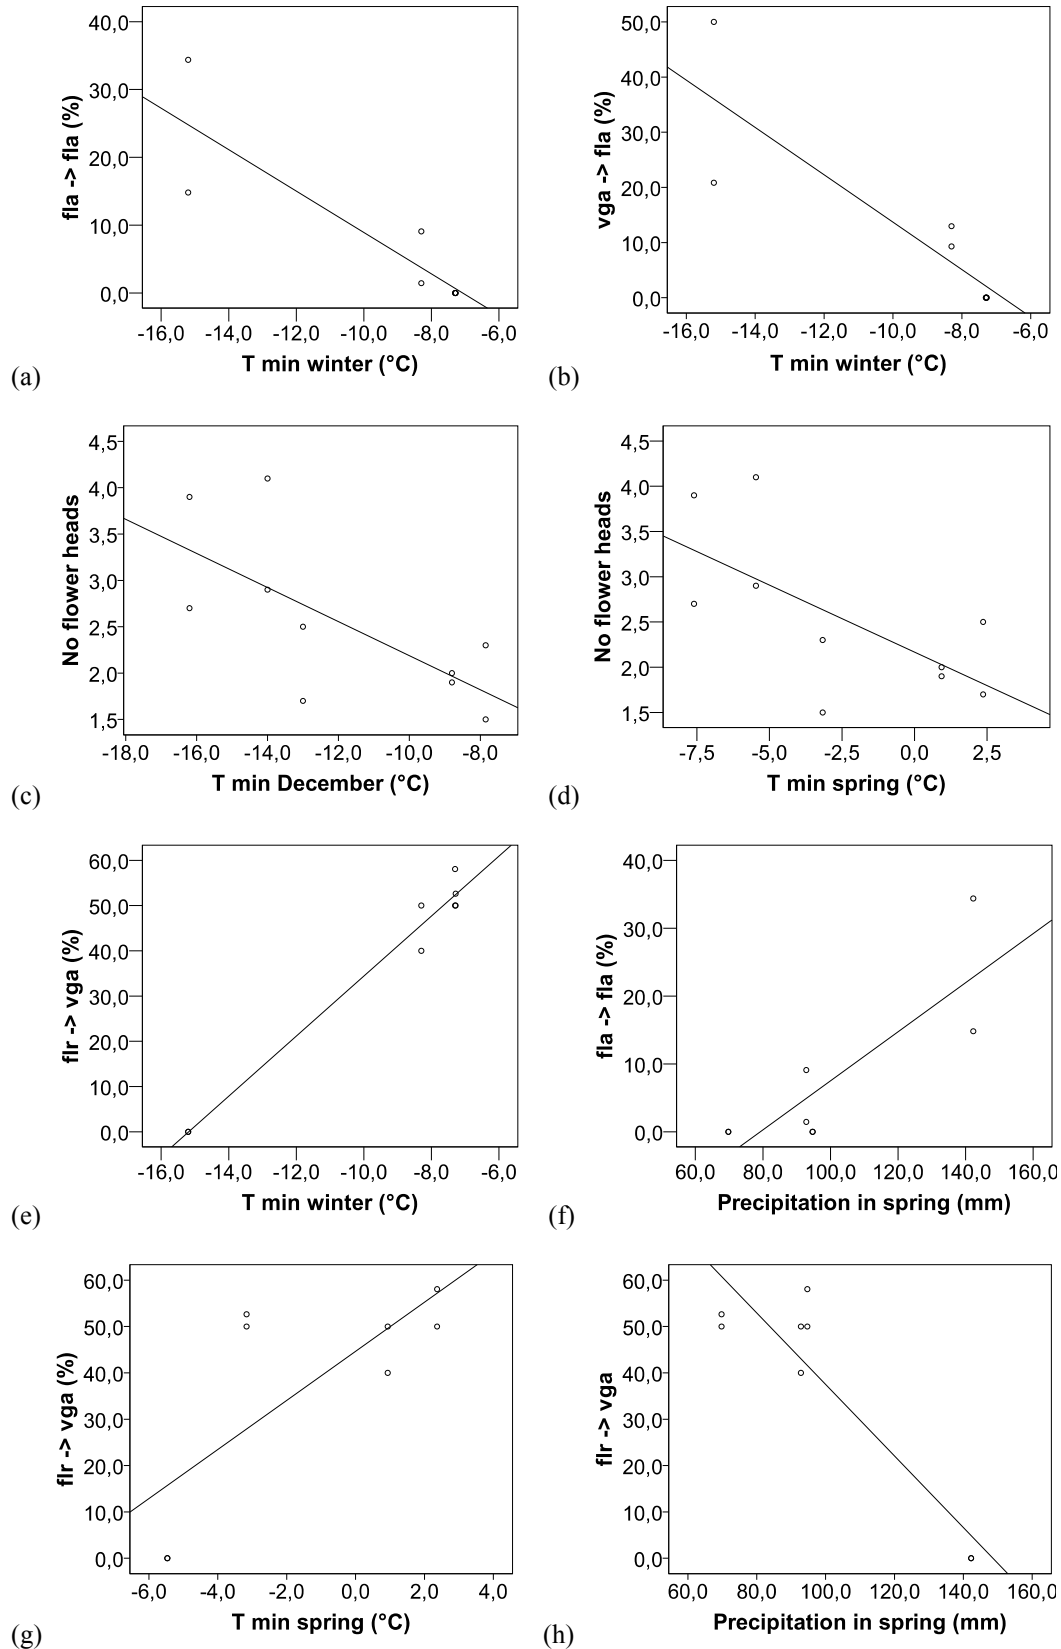 40,0
30,0
20,0
10,0
0,0
fla -> fla (%)
-16,0 -14,0 -12,0 -10,0 -8,0 -6,0
T min winter (°C)
(a)
50,0
40,0
30,0
20,0
10,0
0,0
vga -> fla (%)
-16,0 -14,0 -12,0 -10,0 -8,0 -6,0
T min winter (°C)
(b)
4,5
4,0
3,5
3,0
2,5
2,0
1,5
No flower heads
-18,0 -16,0 -14,0 -12,0 -10,0 -8,0
T min December (°C)
(c)
4,5
4,0
3,5
3,0
2,5
2,0
1,5
No flower heads
-7,5 -5,0 -2,5 0,0 2,5
T min spring (°C)
(d)
60,0
50,0
40,0
30,0
20,0
10,0
0,0
flr -> vga (%)
-16,0 -14,0 -12,0 -10,0 -8,0 -6,0
T min winter (°C)
(e)
40,0
30,0
20,0
10,0
0,0
fla -> fla (%)
60,0 80,0 100,0 120,0 140,0 160,0
Precipitation in spring (mm)
(f)
60,0
50,0
40,0
30,0
20,0
10,0
0,0
flr -> vga (%)
-6,0 -4,0 -2,0 0,0 2,0 4,0
T min spring (°C)
(g)
60,0
50,0
40,0
30,0
20,0
10,0
0,0
flr -> vga
60,0 80,0 100,0 120,0 140,0 160,0
Precipitation in spring (mm)
(h)